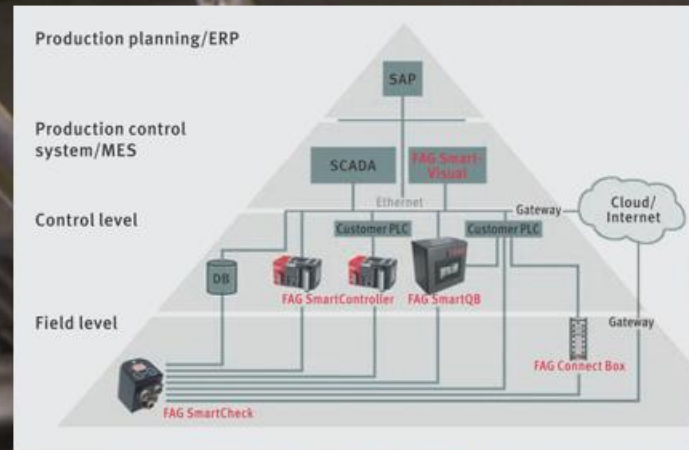 Production planning/ERP
SAP
Production control
system/MES
SCADA
FAG Smart-
Visual
Ethernet
Control level
Gateway
Cloud/
Internet
Customer PLC
Customer PLC
DB
FAG SmartController
FAG SmartQB
Field level
Gateway
FAG Connect Box
FAG SmartCheck